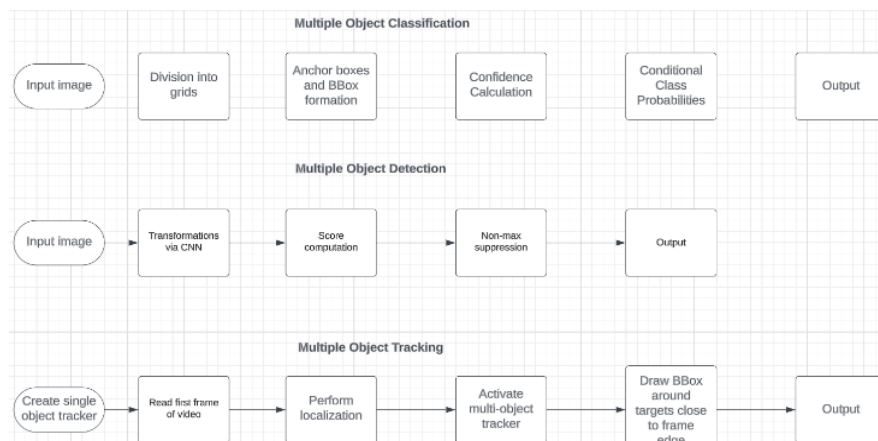 Multiple Object Classification
Input image
Division into
grids
Anchor boxes
and BBox
formation
Confidence
Calculation
Conditional
Class
Probabilities
Output
Multiple Object Detection
Input image
Transformations
via CNN
Score
computation
Non-max
suppression
Output
Multiple Object Tracking
Create single
object tracker
Read first frame
of video
Perform
localization
Activate
multi-object
tracker
Draw BBox
around
targets close
to frame
edge
Output